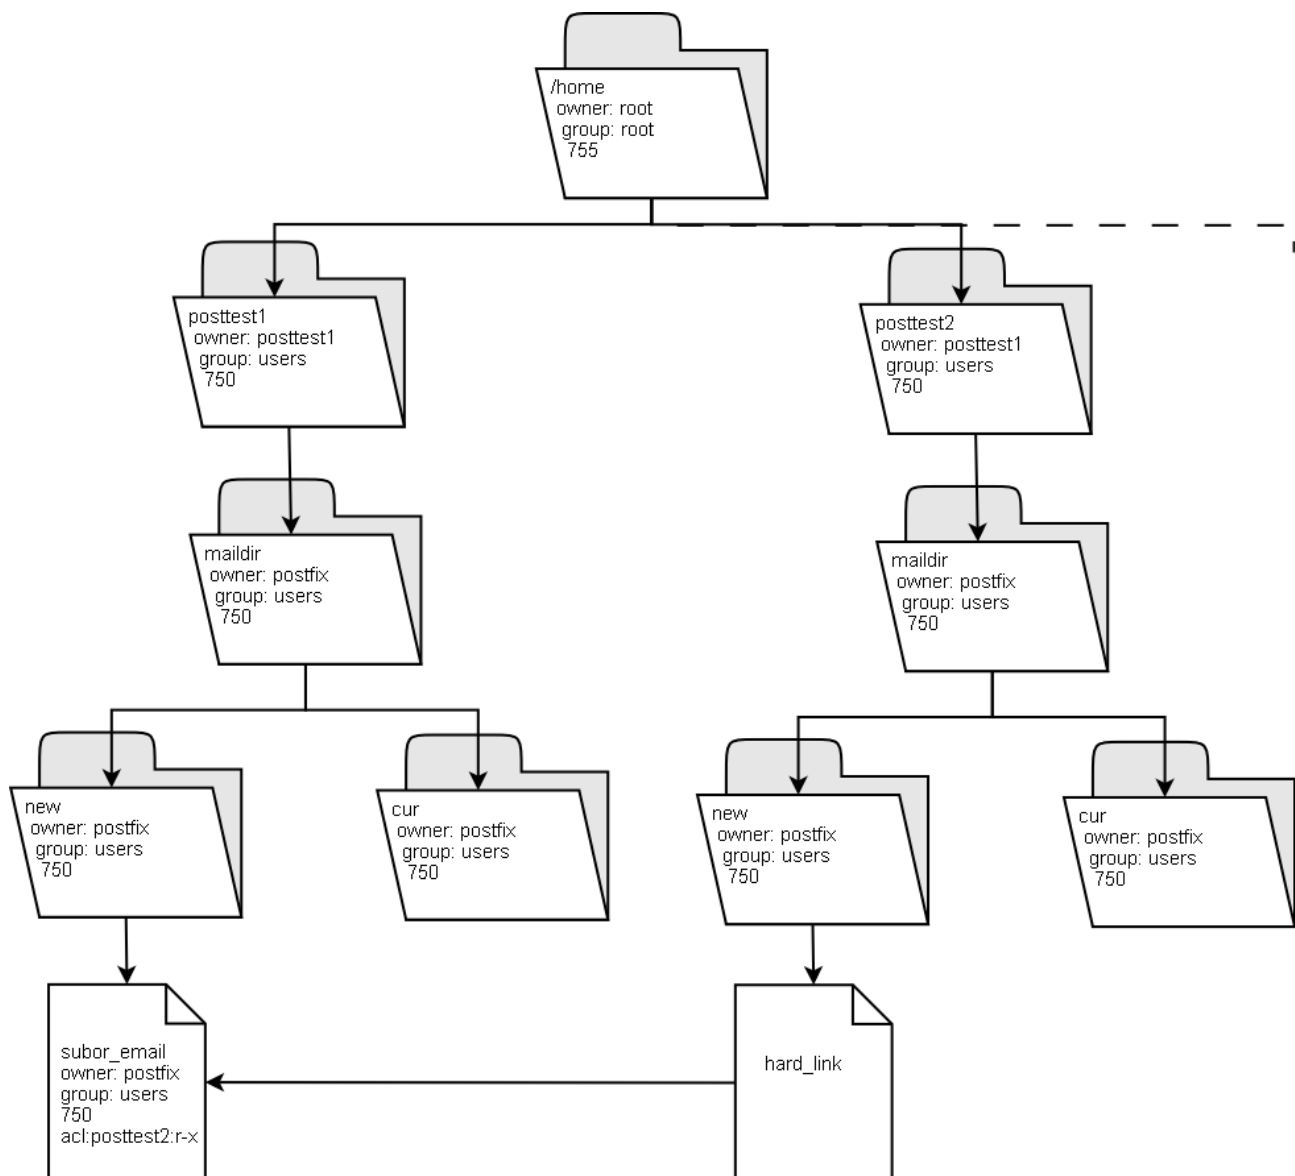 /home
owner: root
group: root
755
posttest1
owner: posttest1
group: users
750
posttest2
owner: posttest1
group: users
750
maildir
owner: postfix
group: users
750
maildir
owner: postfix
group: users
750
new
owner: postfix
group: users
750
cur
owner: postfix
group: users
750
new
owner: postfix
group: users
750
cur
owner: postfix
group: users
750
subor_email
owner: postfix
group: users
750
acl:posttest2:r-x
hard_link